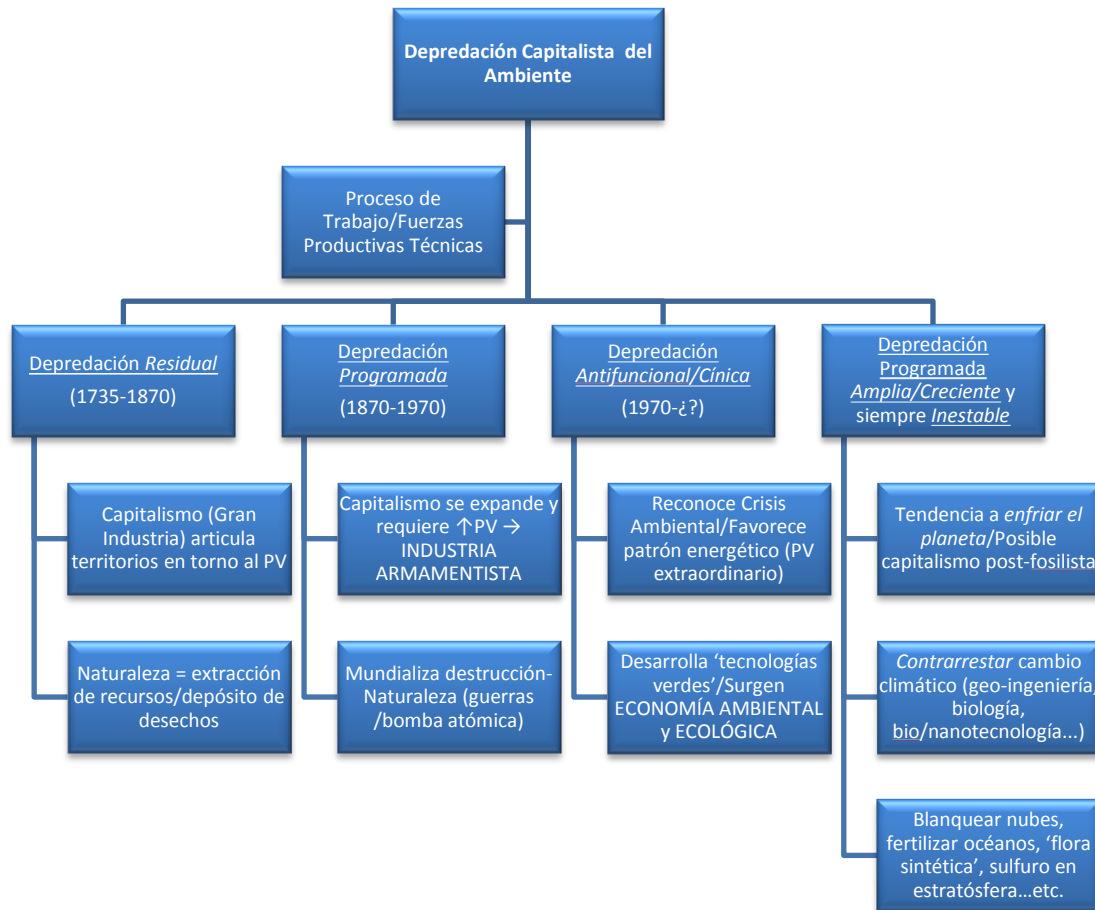 Depredación Capitalista del
Ambiente
Proceso de
Trabajo/Fuerzas
Productivas Técnicas
Depredación Residual
(1735-1870)
Capitalismo (Gran
Industria) articula
territorios en torno al PV
Naturaleza = extracción
de recursos/depósito de
desechos
Depredación
Programada
(1870-1970)
Capitalismo se expande y
requiere ↑PV →
INDUSTRIA
ARMAMENTISTA
Mundializa destrucción-
Naturaleza (guerras
/bomba atómica)
Depredación
Antifuncional/Cínica
(1970-¿?)
Reconoce Crisis
Ambiental/Favorece
patrón energético (PV
extraordinario)
Desarrolla ‘tecnologías
verdes’/Surgen
ECONOMÍA AMBIENTAL
y ECOLÓGICA
Depredación
Programada
Amplia/Creciente y
siempre Inestable
Tendencia a enfriar el
planeta/Posible
capitalismo post-fosilista
Contrarrestar cambio
climático (geo-ingeniería,
biología,
bio/nanotecnología...)
Blanquear nubes,
fertilizar océanos, ‘flora
sintética’, sulfuro en
estratósfera...etc.